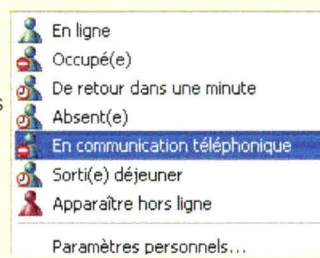 En ligne
Occupé(e)
De retour dans une minute
Absent(e)
En communication téléphonique
Sorti(e) déjeuner
Apparaître hors ligne
Paramètres personnels...